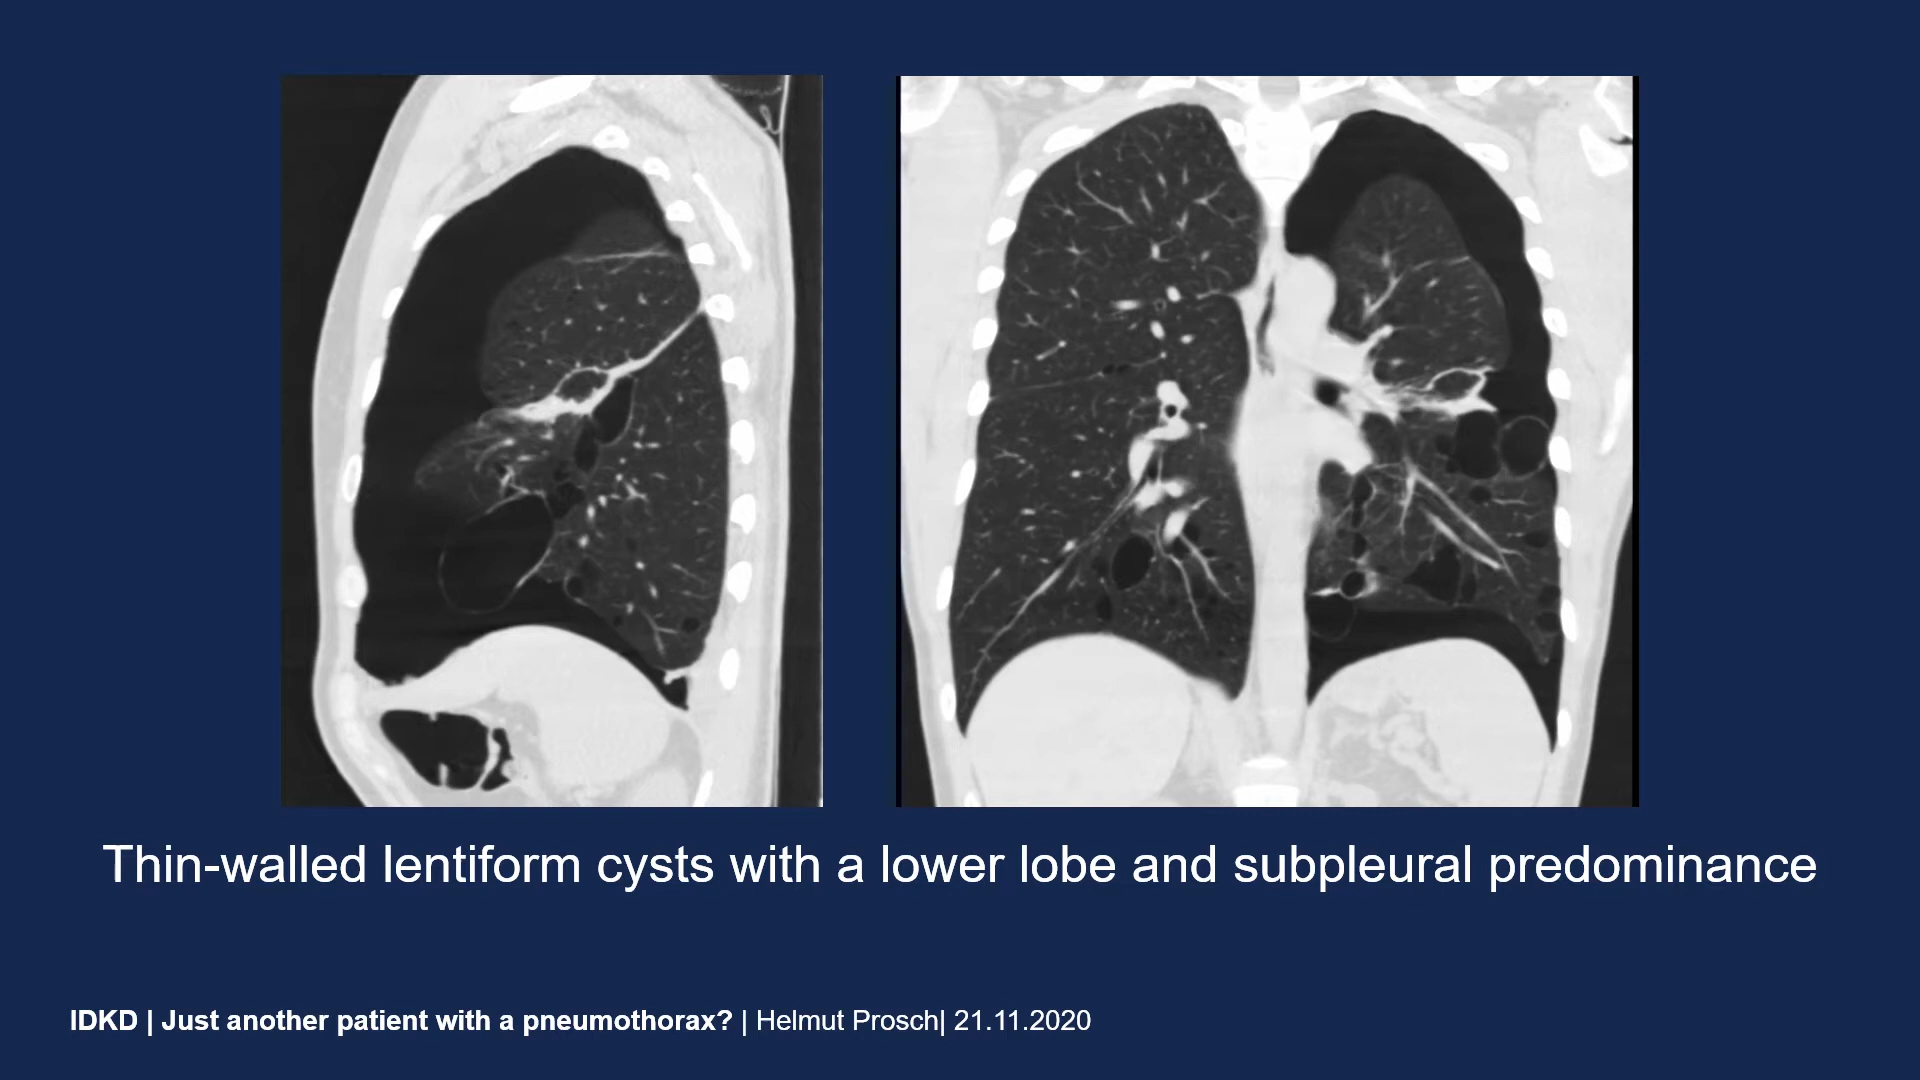 Thin-walled lentiform cysts with a lower lobe and subpleural predominance
IDKD | Just another patient with a pneumothorax? | Helmut Prosch| 21.11.2020